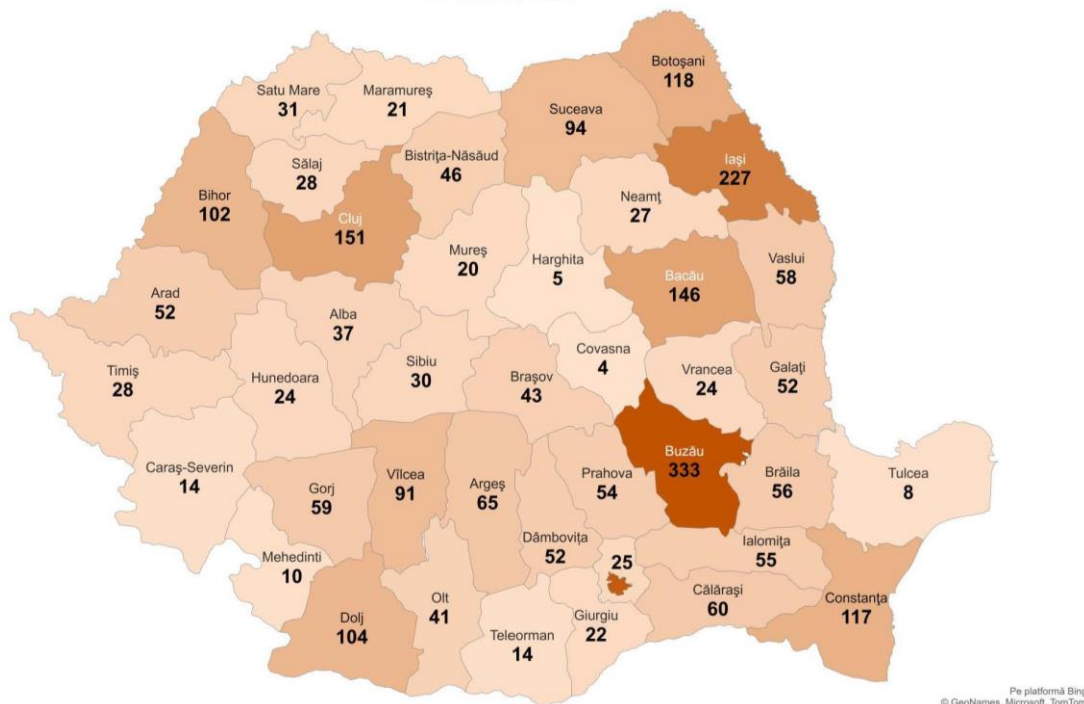 Botoşani
118
Satu Mare
31
Maramureş
21
Suceava
94
Iaşi
227
Bistriţa-Năsăud
46
Sălaj
28
Neamţ
27
Bihor
102
Cluj
151
Mureş
20
Harghita
5
Bacău
146
Vaslui
58
Arad
52
Alba
37
Covasna
4
Sibiu
30
Braşov
43
Vrancea
24
Galaţi
52
Timiş
28
Hunedoara
24
Buzău
333
Caraş-Severin
14
Gorj
59
Vîlcea
91
Argeş
65
Prahova
54
Brăila
56
Tulcea
8
Mehedinti
10
Dâmboviţa
52
25
Ialomiţa
55
Olt
41
Călăraşi
60
Constanţa
117
Dolj
104
Teleorman
14
Giurgiu
22
Pe platformă Bing
© GeoNames, Microsoft, TomTom